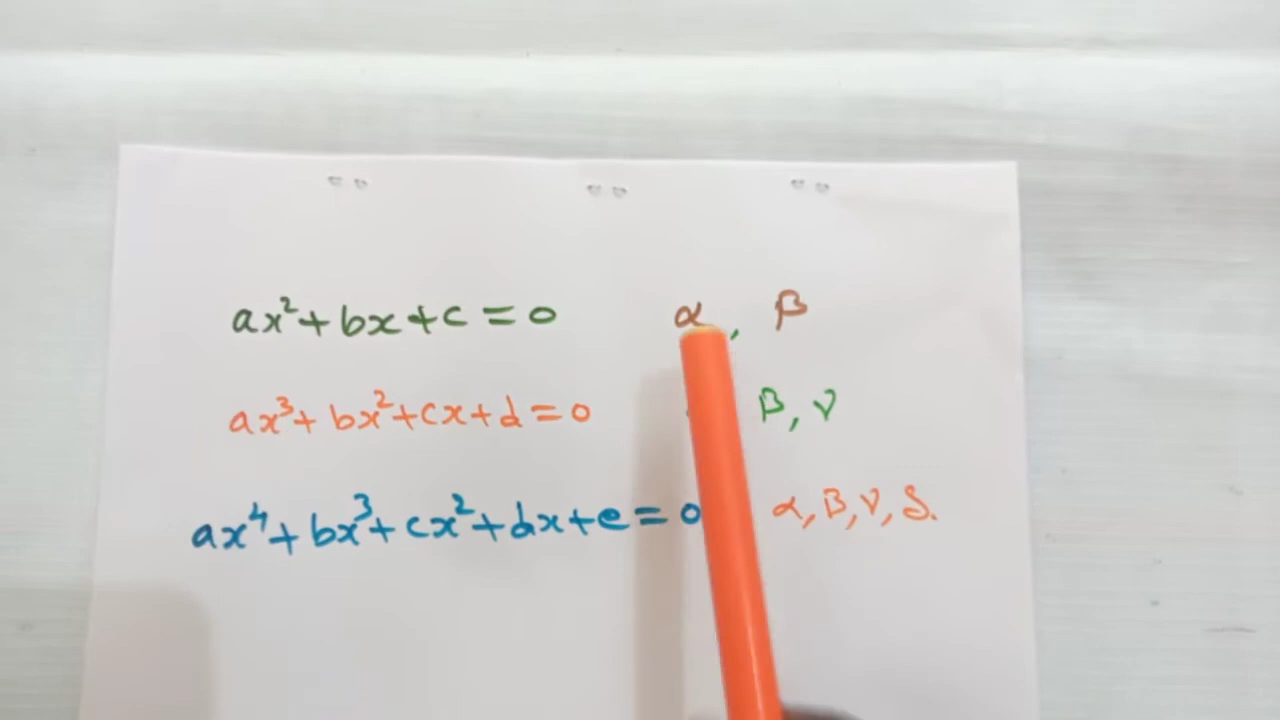 ax²+bx+c=0 α, β
ax³+bx²+cx+d=0 β, γ
ax⁴+bx³+cx²+dx+e=0 α, β, γ, δ.